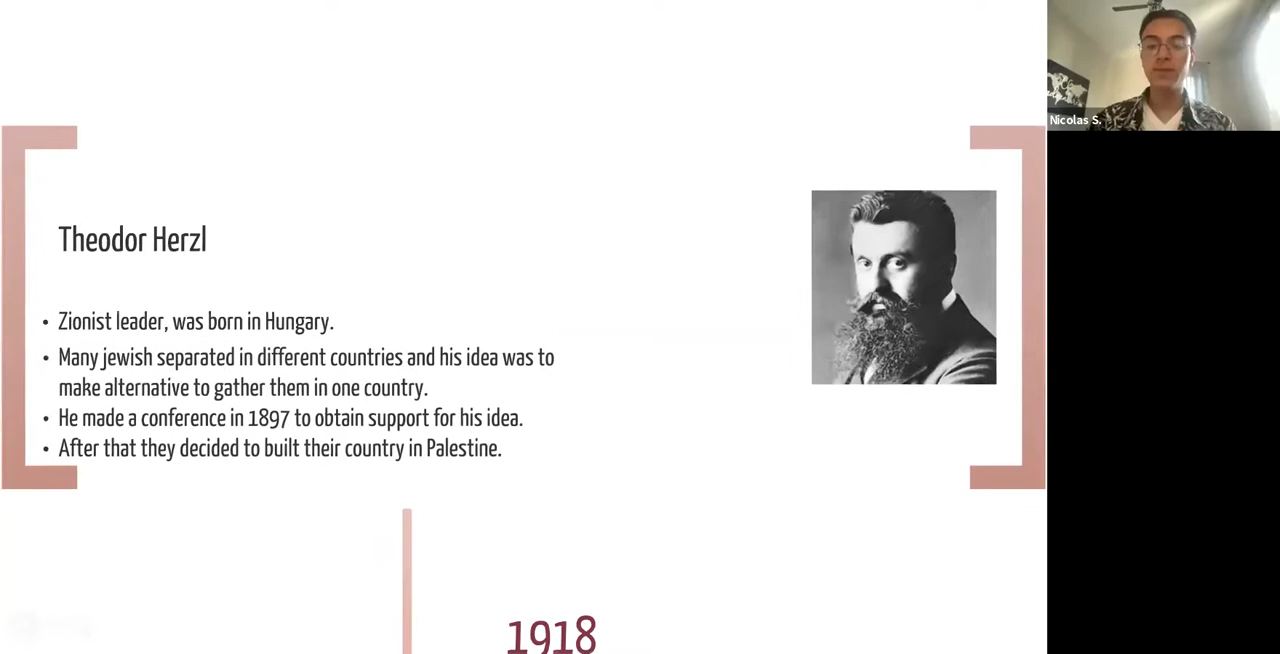 Nicolas S.
Theodor Herzl
• Zionist leader, was born in Hungary.
• Many jewish separated in different countries and his idea was to
make alternative to gather them in one country.
• He made a conference in 1897 to obtain support for his idea.
• After that they decided to built their country in Palestine.
1918